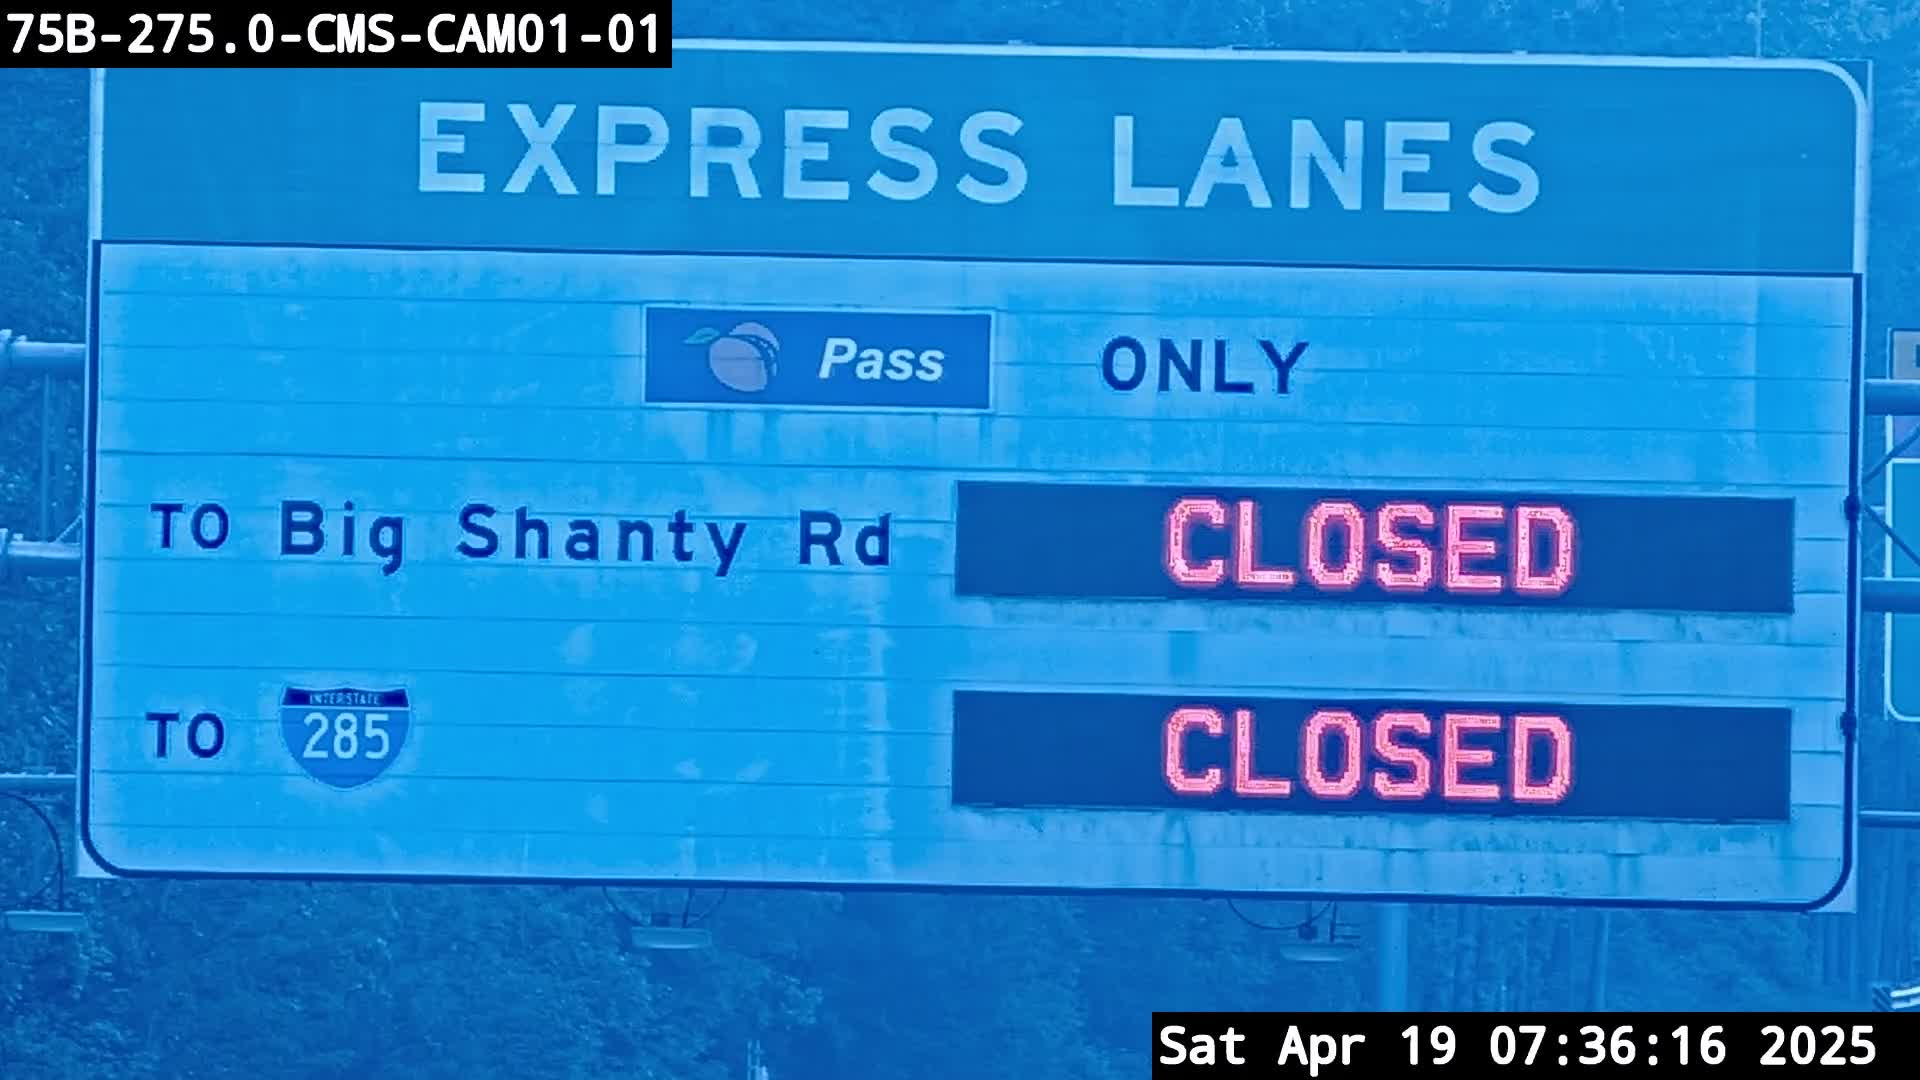 75B-275.0-CMS-CAM01-01
EXPRESS LANES
Pass ONLY
TO Big Shanty Rd CLOSED
TO INTERSTATE 285 CLOSED
Sat Apr 19 07:36:16 2025